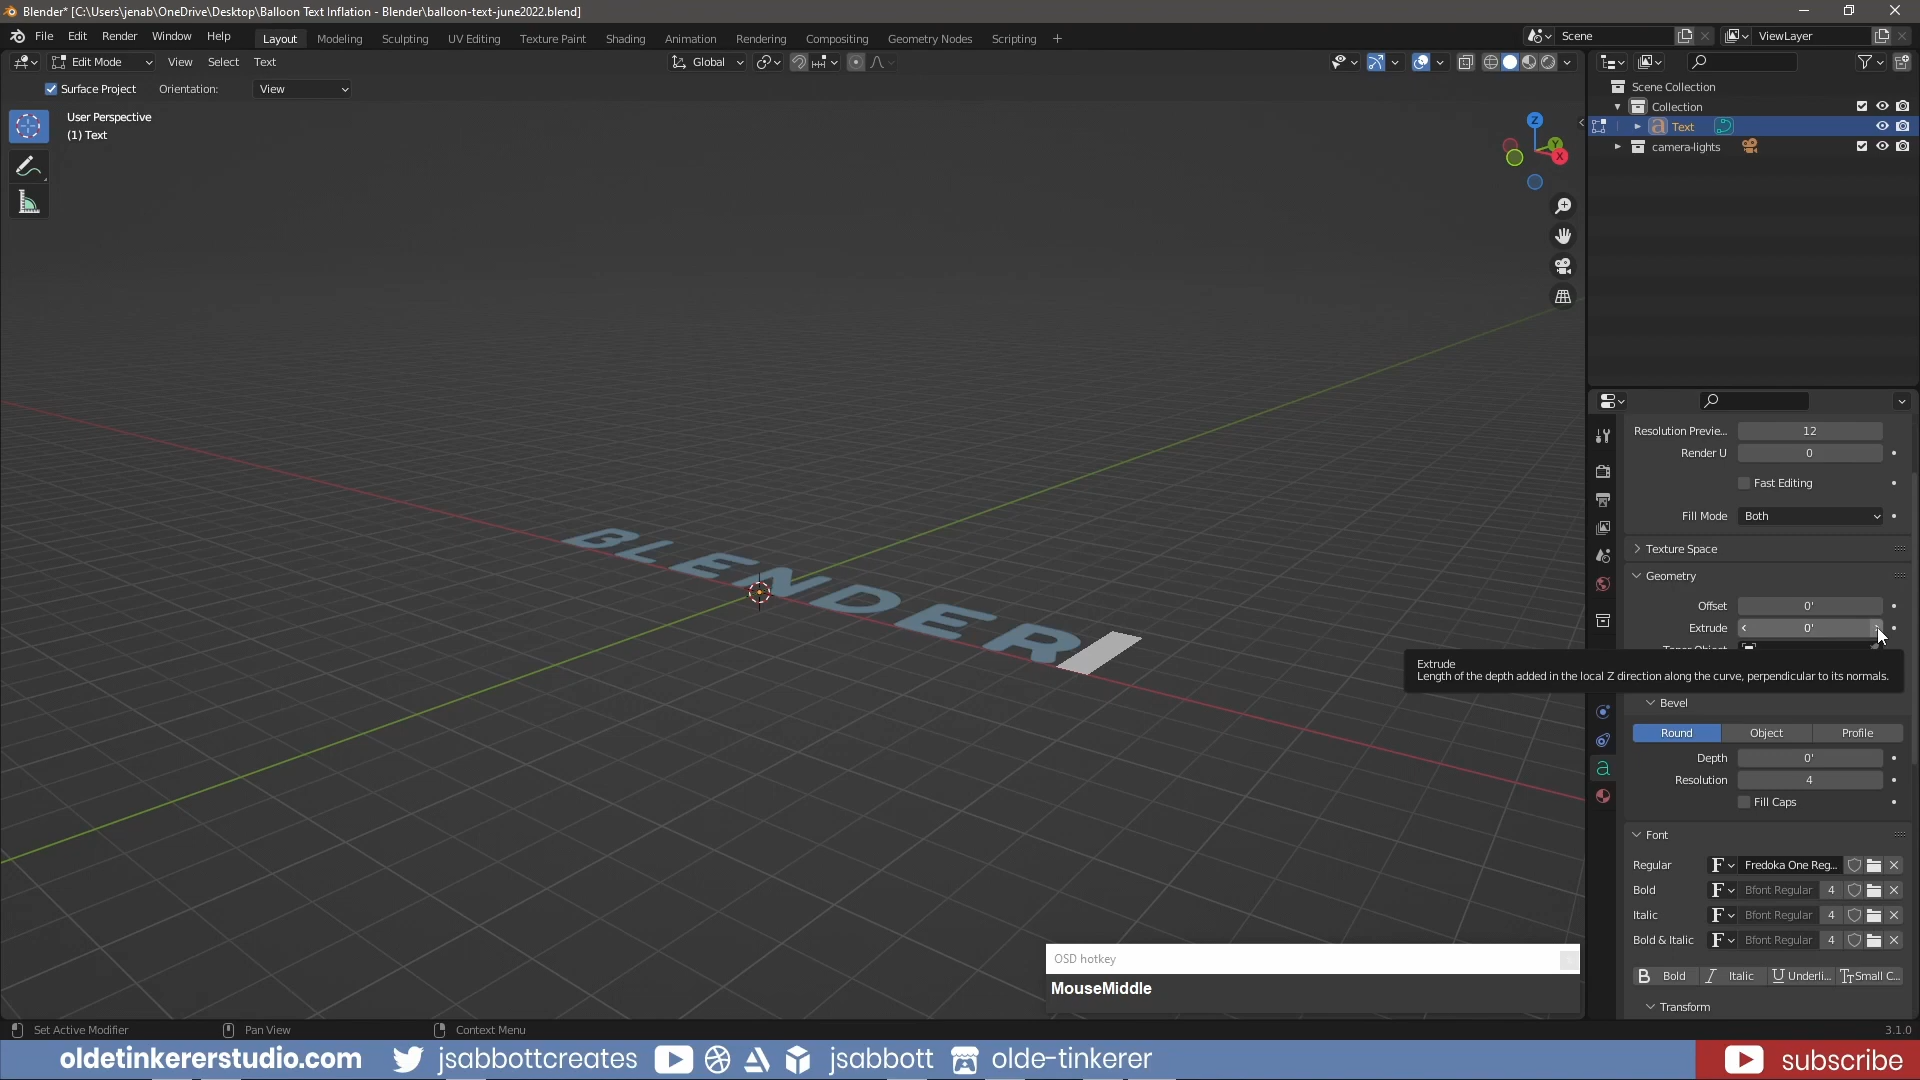 Blender* [C:\Users\jenab\OneDrive\Desktop\Balloon Text Inflation - Blender\balloon-text-june2022.blend]
File Edit Render Window Help Layout Modeling Sculpting UV Editing Texture Paint Shading Animation Rendering Compositing Geometry Nodes Scripting + Scene ViewLayer
Edit Mode View Select Text Global
Surface Project Orientation: View
User Perspective
(1) Text
Z
Y
X
BLENDER
Scene Collection
Collection
Text
camera-lights
Resolution Previe... 12
Render U 0
Fast Editing
Fill Mode Both
Texture Space
Geometry
Offset 0'
Extrude 0'
Extrude
Length of the depth added in the local Z direction along the curve, perpendicular to its normals.
Bevel
Round Object Profile
Depth 0'
Resolution 4
Fill Caps
Font
Regular Fredoka One Reg...
Bold Bfont Regular 4
Italic Bfont Regular 4
Bold & Italic Bfont Regular 4
B Bold I Italic U Underli... Small C...
Transform
OSD hotkey
MouseMiddle
Set Active Modifier Pan View Context Menu 3.1.0
oldetinkererstudio.com jsabbottcreates jsabbott olde-tinkerer subscribe